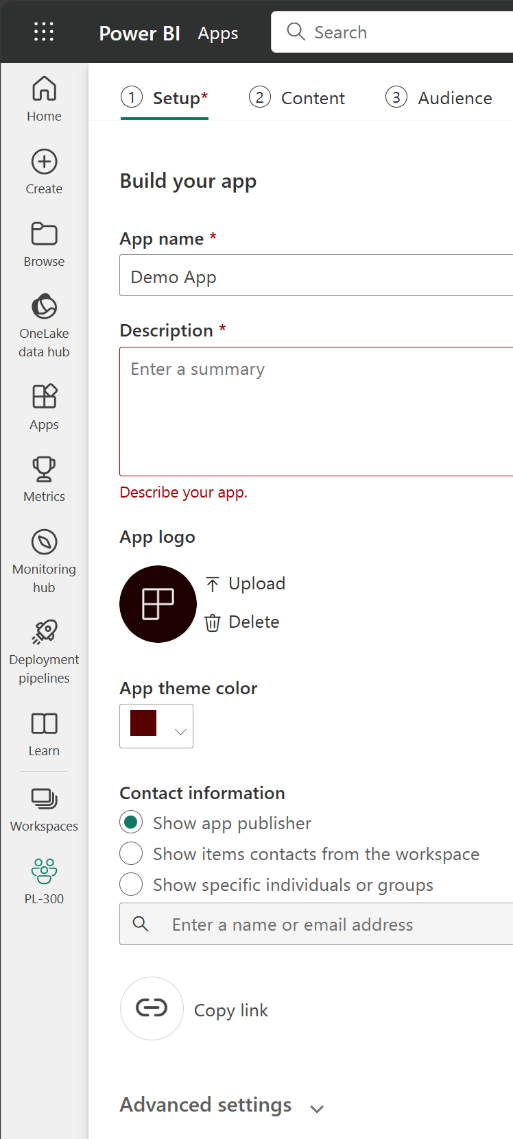 Power BI Apps Search
Home
Create
Browse
OneLake
data hub
Apps
Metrics
Monitoring
hub
Deployment
pipelines
Learn
Workspaces
PL-300
1 Setup* 2 Content 3 Audience
Build your app
App name *
Demo App
Description *
Enter a summary
Describe your app.
App logo
Upload
Delete
App theme color
Contact information
Show app publisher
Show items contacts from the workspace
Show specific individuals or groups
Enter a name or email address
Copy link
Advanced settings